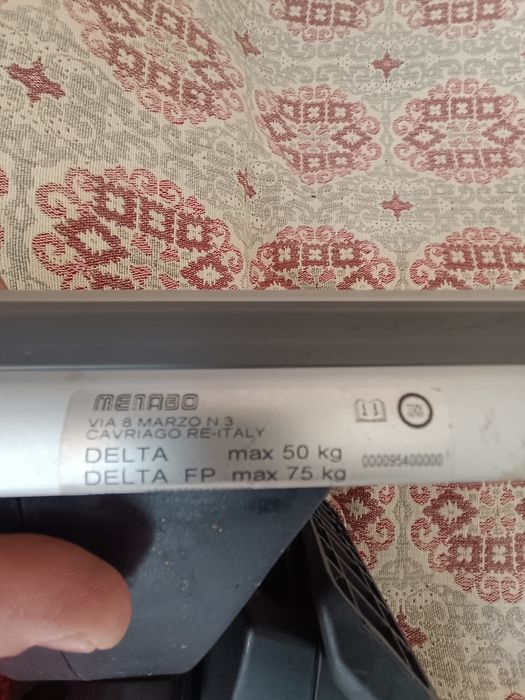 MENABO
VIA 8 MARZO N.3
CAVRIAGO RE-ITALY
DELTA max 50 kg
DELTA FP max 75 kg
000095400000